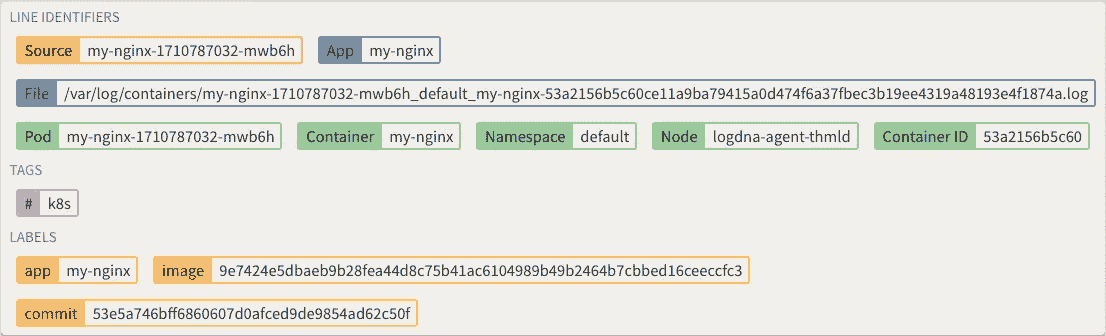 LINE IDENTIFIERS
Source my-nginx-1710787032-mwb6h App my-nginx
File /var/log/containers/my-nginx-1710787032-mwb6h_default_my-nginx-53a2156b5c60ce11a9ba79415a0d474f6a37fbec3b19ee4319a48193e4f1874a.log
Pod my-nginx-1710787032-mwb6h Container my-nginx Namespace default Node logdna-agent-thmld Container ID 53a2156b5c60
TAGS
# k8s
LABELS
app my-nginx image 9e7424e5dbaeb9b28fea44d8c75b41ac6104989b49b2464b7cbbed16ceeccfc3
commit 53e5a746bff6860607d0afced9de9854ad62c50f